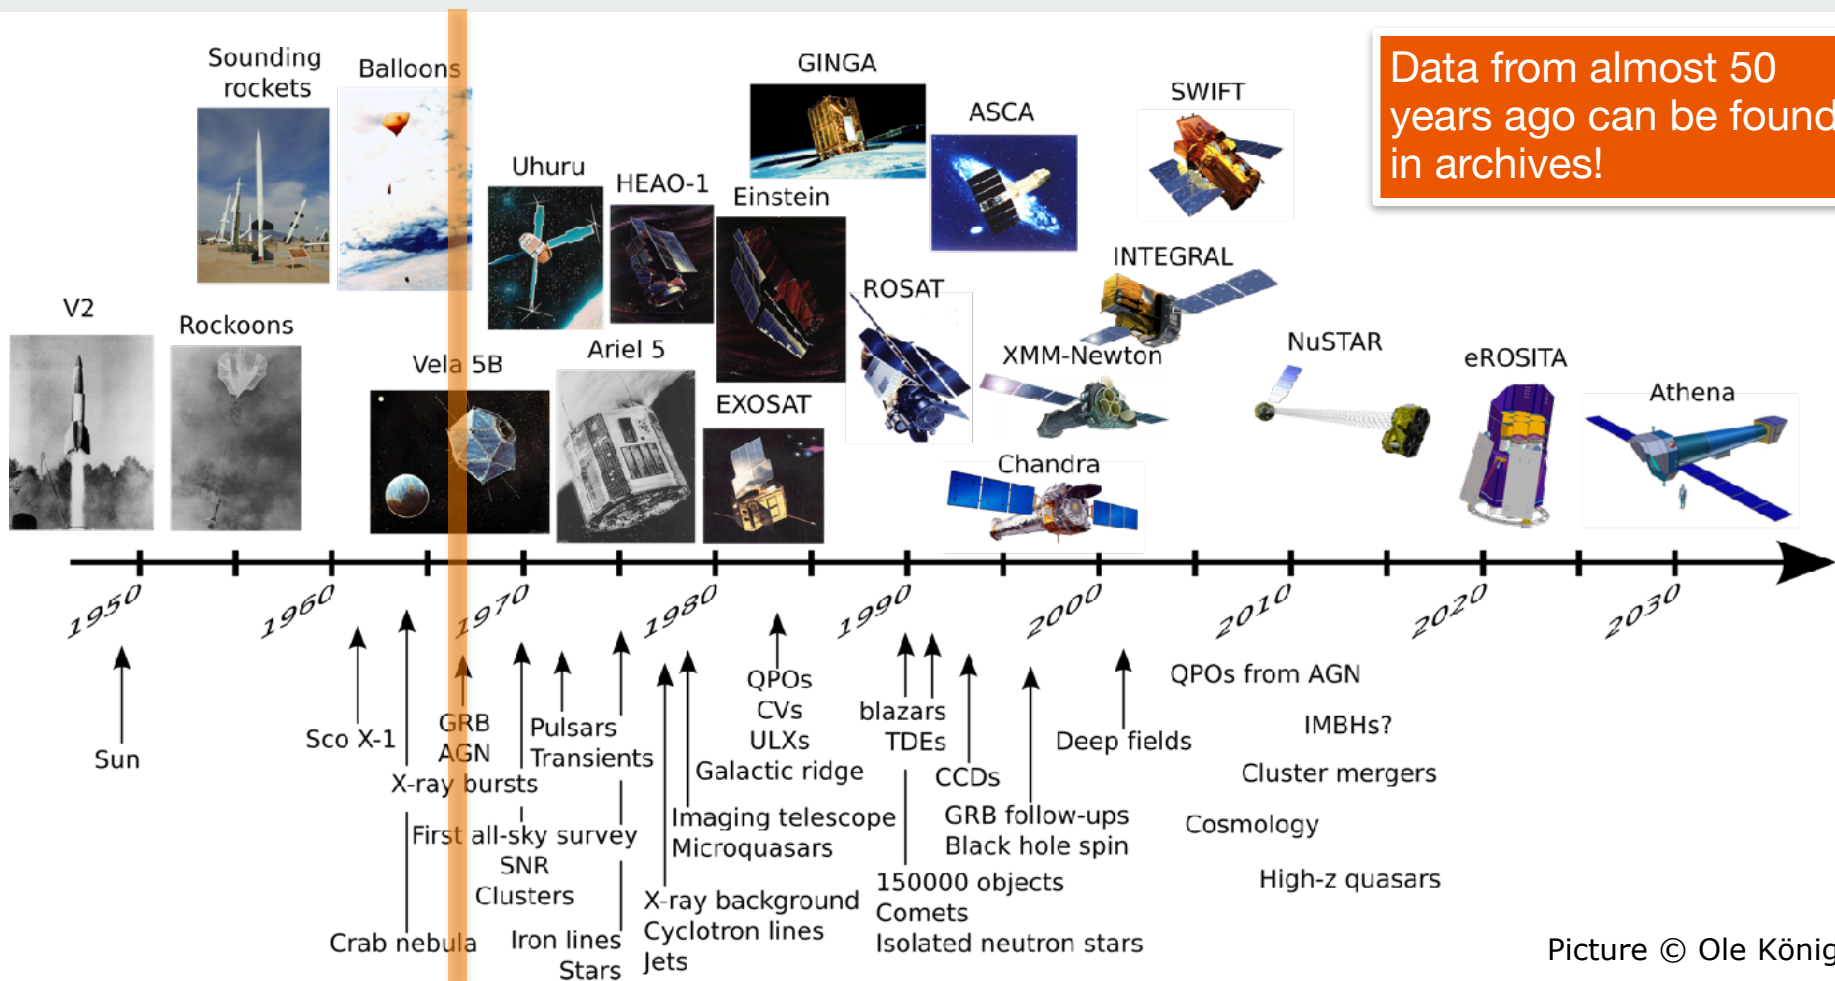 Data from almost 50
years ago can be found
in archives!
Sounding
rockets
Balloons
GINGA
ASCA
SWIFT
Uhuru
HEAO-1
Einstein
INTEGRAL
ROSAT
V2
Rockoons
Vela 5B
Ariel 5
EXOSAT
XMM-Newton
NuSTAR
eROSITA
Athena
Chandra
1950
1960
1970
1980
1990
2000
2010
2020
2030
Sun
Sco X-1
GRB
AGN
X-ray bursts
Pulsars
Transients
First all-sky survey
SNR
Clusters
Crab nebula
Iron lines
Stars
QPOs
CVs
ULXs
Galactic ridge
Imaging telescope
Microquasars
X-ray background
Cyclotron lines
Jets
blazars
TDEs
CCDs
GRB follow-ups
Black hole spin
150000 objects
Comets
Isolated neutron stars
Deep fields
QPOs from AGN
IMBHs?
Cluster mergers
Cosmology
High-z quasars
Picture © Ole König